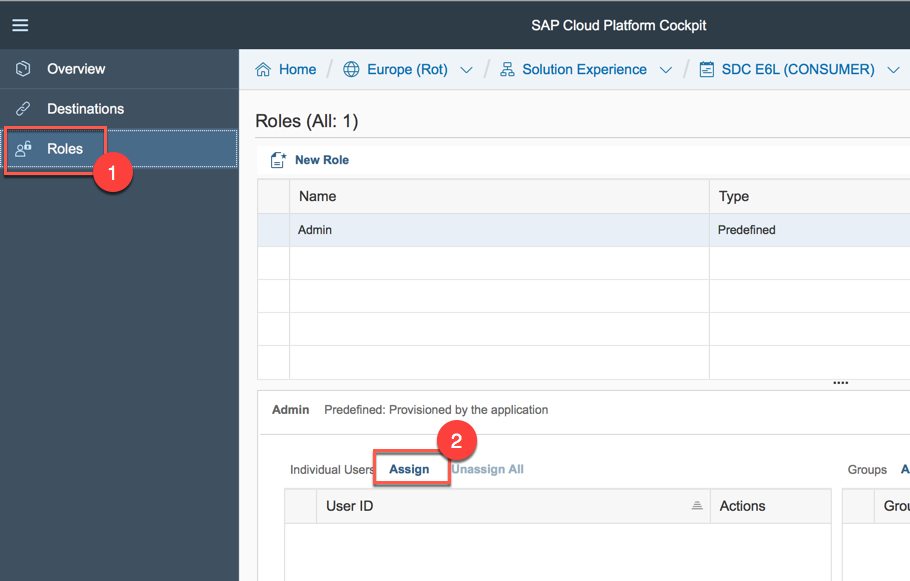 SAP Cloud Platform Cockpit
Overview
Destinations
Roles
1
Home / Europe (Rot) / Solution Experience / SDC E6L (CONSUMER)
Roles (All: 1)
New Role
Name Type
Admin Predefined
Admin Predefined: Provisioned by the application
2
Individual Users Assign Unassign All Groups A
User ID Actions Grou